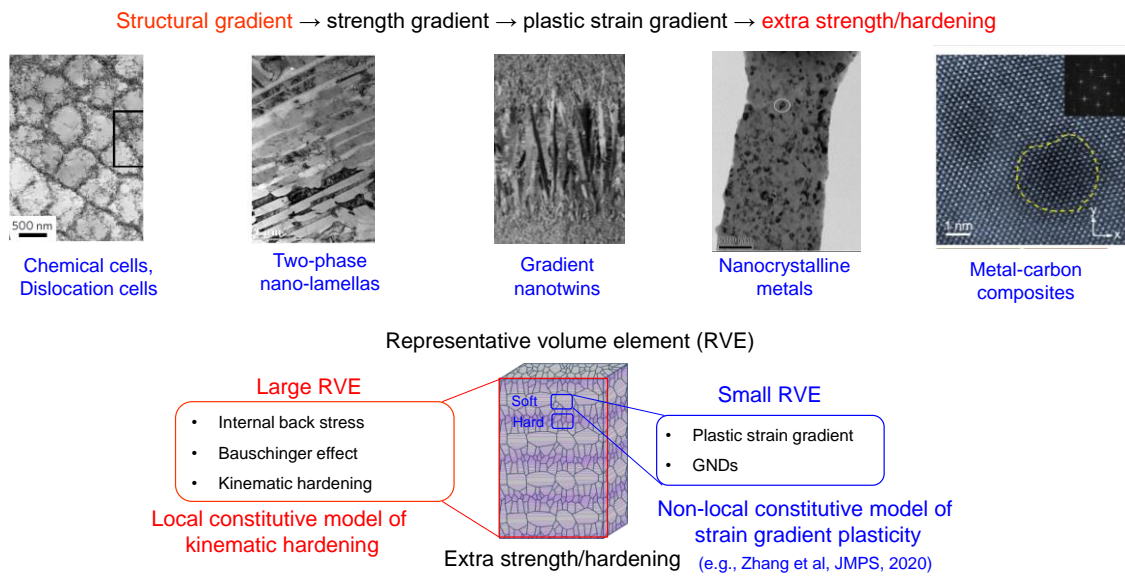 Structural gradient → strength gradient → plastic strain gradient → extra strength/hardening
500 nm
1 nm
Y
x
Chemical cells,
Dislocation cells
Two-phase
nano-lamellas
Gradient
nanotwins
Nanocrystalline
metals
Metal-carbon
composites
Representative volume element (RVE)
Large RVE
• Internal back stress
• Bauschinger effect
• Kinematic hardening
Local constitutive model of
kinematic hardening
Soft
Hard
Extra strength/hardening
Small RVE
• Plastic strain gradient
• GNDs
Non-local constitutive model of
strain gradient plasticity
(e.g., Zhang et al, JMPS, 2020)